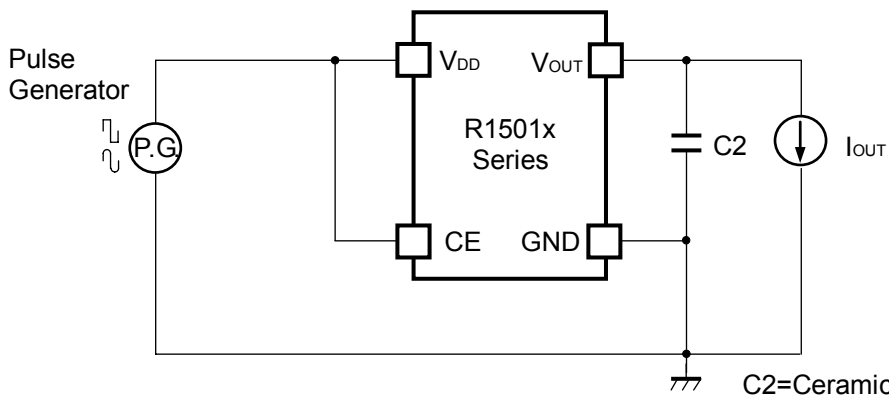 Pulse
Generator
P.G.
VDD
VOUT
R1501x
Series
C2
IOUT
CE
GND
C2=Ceramic